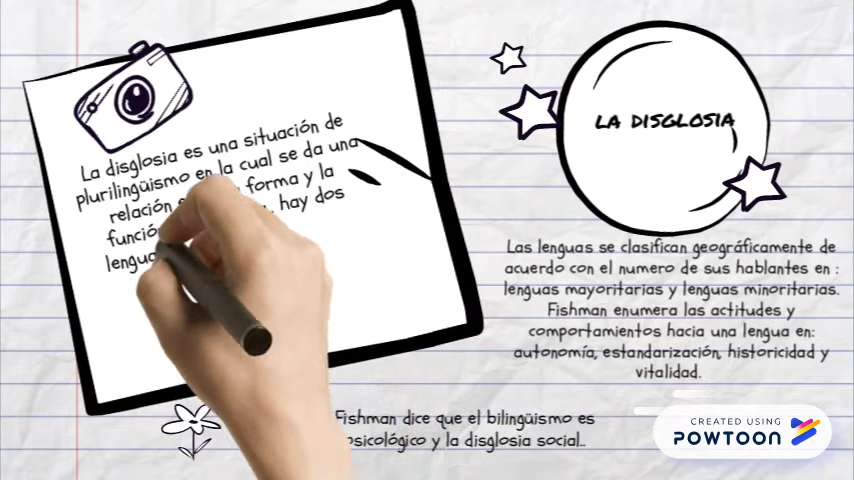 La disglosia es una situación de
plurilingüismo en la cual se da una
relación forma y la
hay dos
LA DISGLOSIA
Las lenguas se clasifican geográficamente de
acuerdo con el numero de sus hablantes en :
lenguas mayoritarias y lenguas minoritarias.
Fishman enumera las actitudes y
comportamientos hacia una lengua en:
autonomía, estandarización, historicidad y
vitalidad.
Fishman dice que el bilingüismo es
psicológico y la disglosia social..
CREATED USING
POWTOON